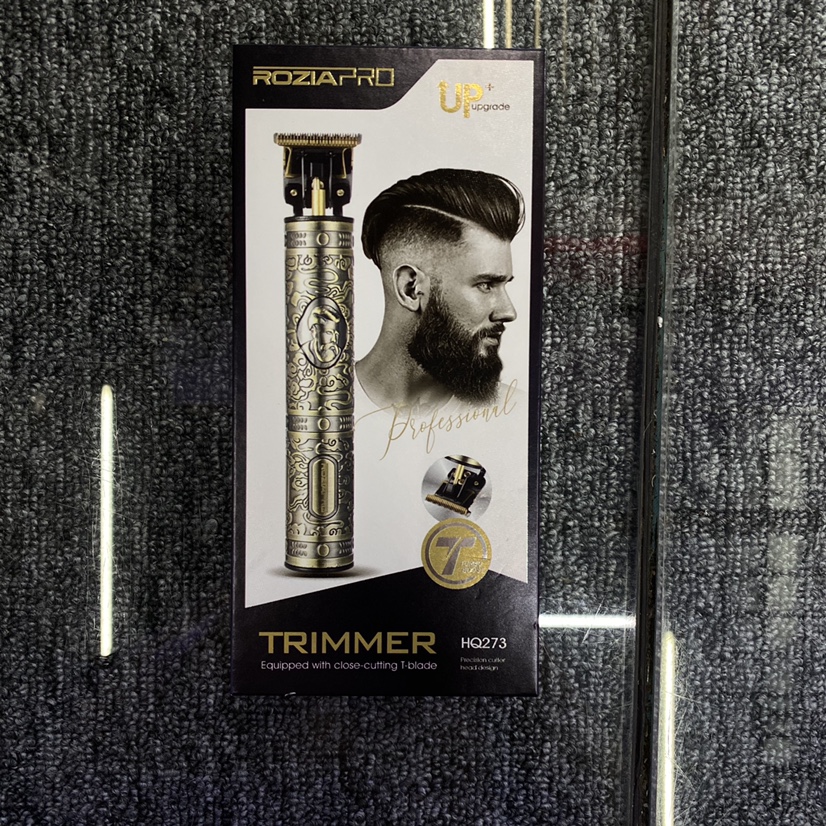 ROZIAPRO
UP+
upgrade
Professional
T
TRIMMER
HQ273
Equipped with close-cutting T-blade
Precision cutter
head design